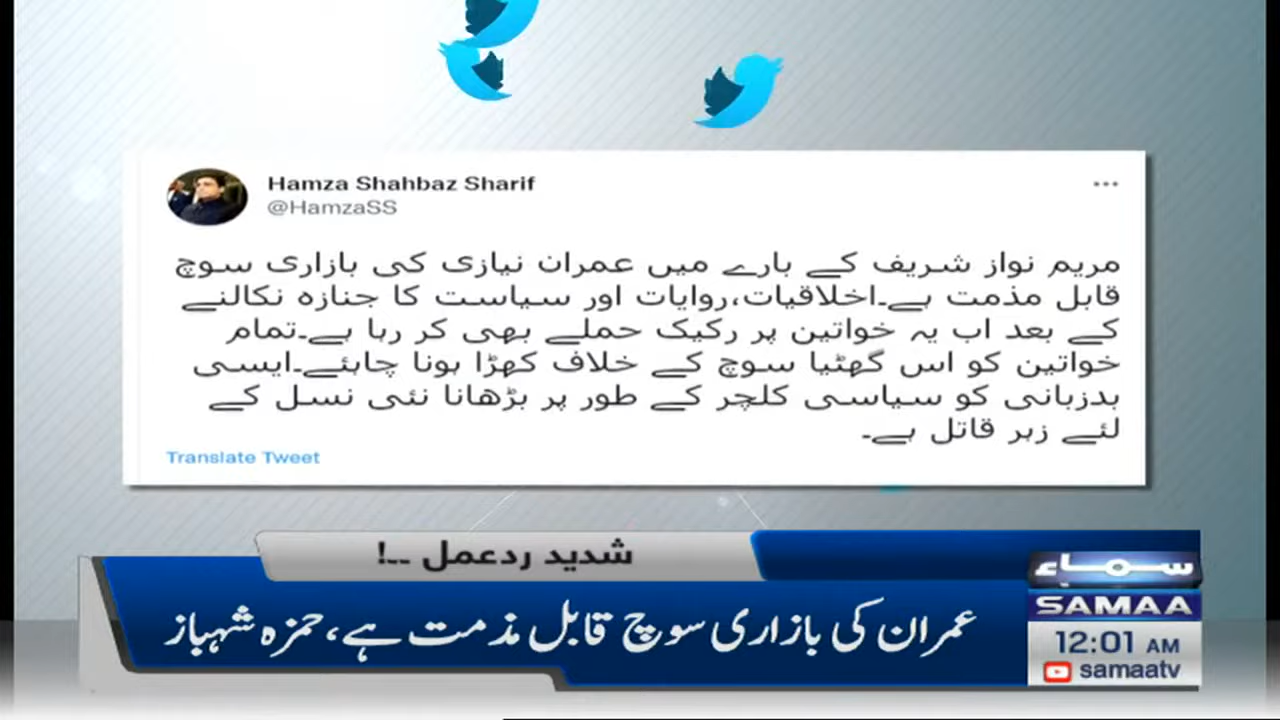 Hamza Shahbaz Sharif
@HamzaSS
مریم نواز شریف کے بارے میں عمران نیازی کی بازاری سوچ
قابل مذمت ہے۔اخلاقیات،روایات اور سیاست کا جنازہ نکالنے
کے بعد اب یہ خواتین پر رکیک حملے بھی کر رہا ہے۔تمام
خواتین کو اس گھٹیا سوچ کے خلاف کھڑا ہونا چاہئے۔ایسی
بدزبانی کو سیاسی کلچر کے طور پر بڑھانا نئی نسل کے
لئے زہر قاتل ہے۔
Translate Tweet
شدید ردعمل ۔۔!
عمران کی بازاری سوچ قابل مذمت ہے، حمزہ شہباز
سماء
SAMAA
12:01 AM
samaatv